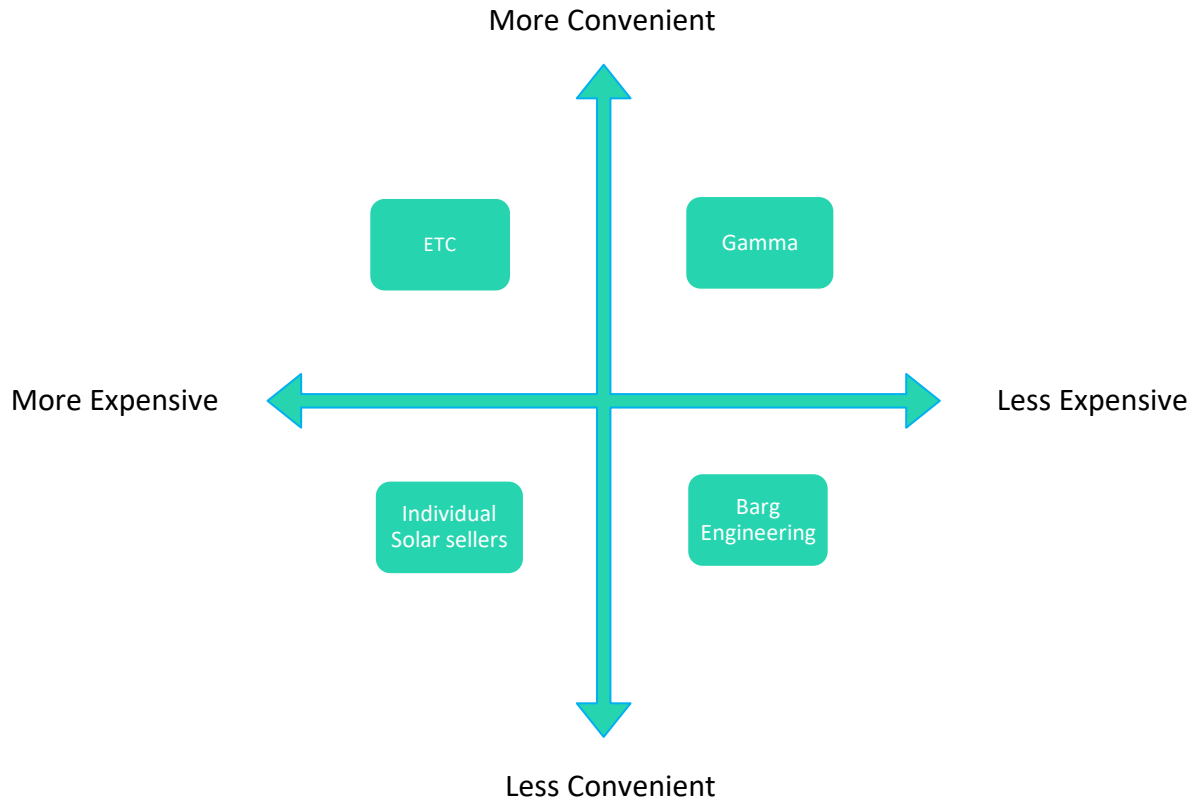 More Convenient
ETC
Gamma
More Expensive
Less Expensive
Individual
Solar sellers
Barg
Engineering
Less Convenient